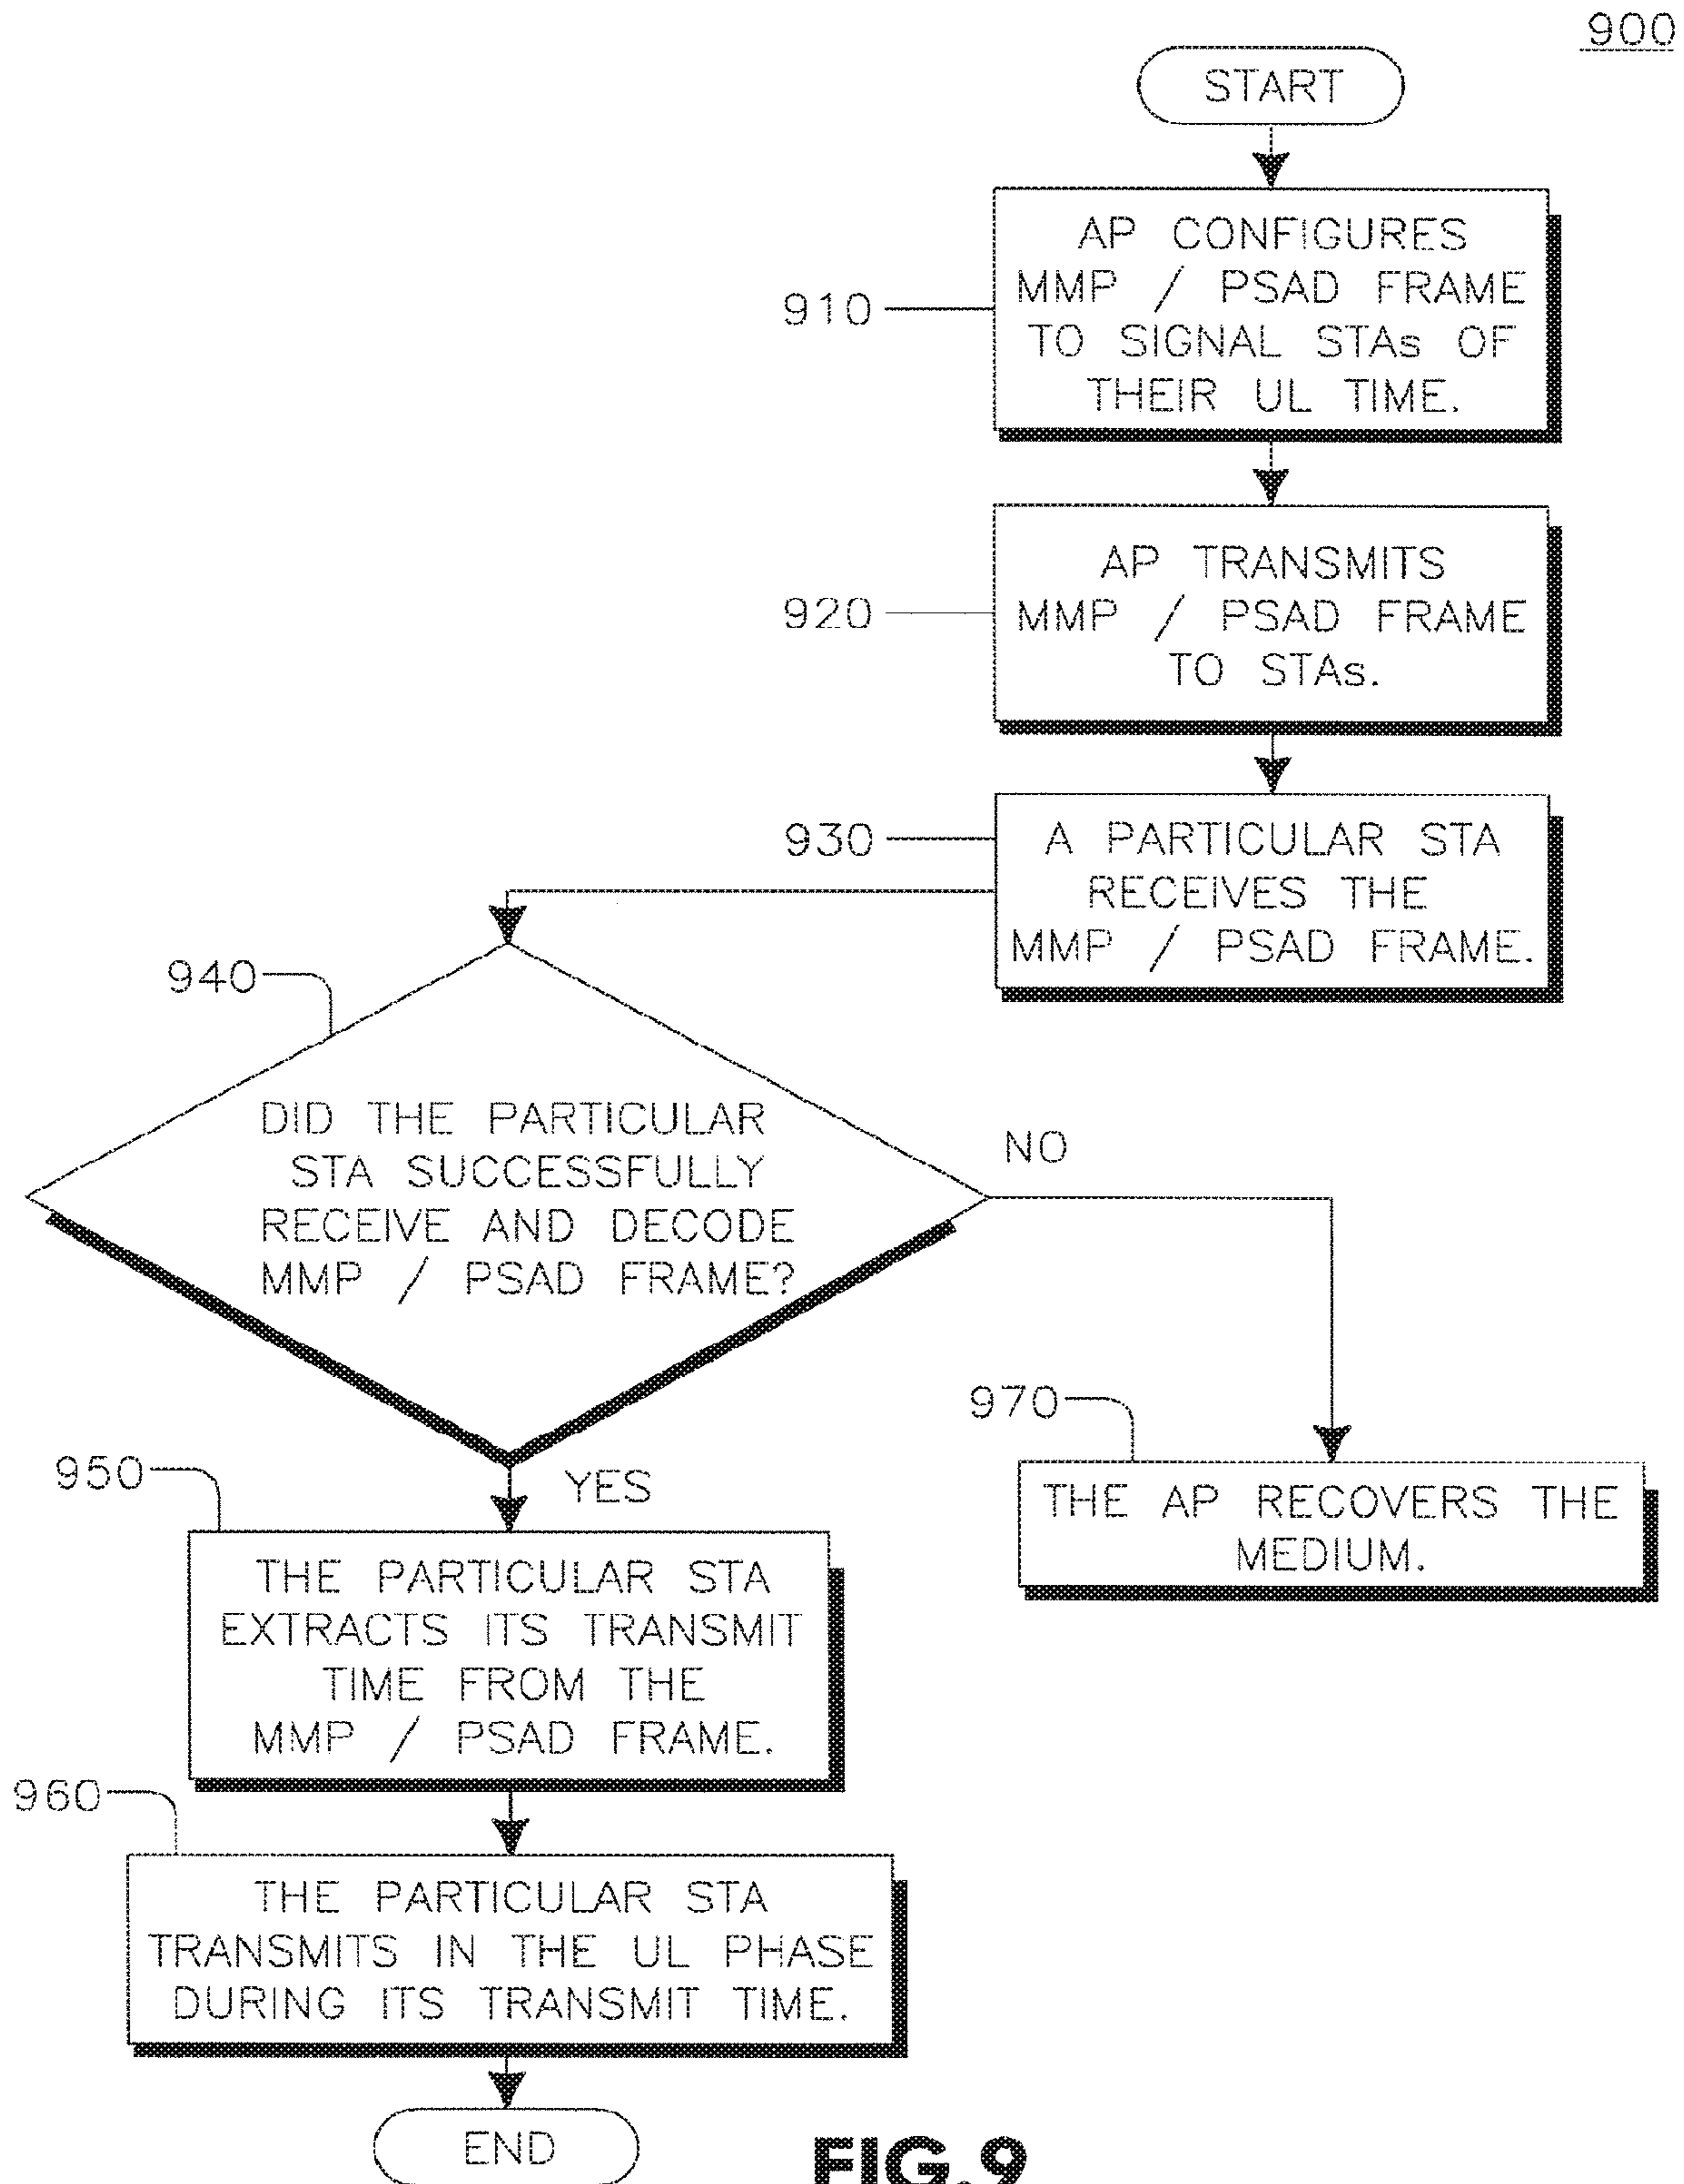 900
START
910
AP CONFIGURES
MMP / PSAD FRAME
TO SIGNAL STAs OF
THEIR UL TIME.
920
AP TRANSMITS
MMP / PSAD FRAME
TO STAs.
930
A PARTICULAR STA
RECEIVES THE
MMP / PSAD FRAME.
940
DID THE PARTICULAR
STA SUCCESSFULLY
RECEIVE AND DECODE
MMP / PSAD FRAME?
NO
YES
970
THE AP RECOVERS THE
MEDIUM.
950
THE PARTICULAR STA
EXTRACTS ITS TRANSMIT
TIME FROM THE
MMP / PSAD FRAME.
960
THE PARTICULAR STA
TRANSMITS IN THE UL PHASE
DURING ITS TRANSMIT TIME.
END
FIG.9